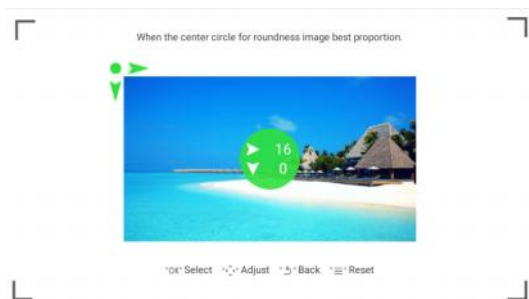 When the center circle for roundness image best proportion.
16
0
"OK" Select "✥" Adjust "↩" Back "☰" Reset